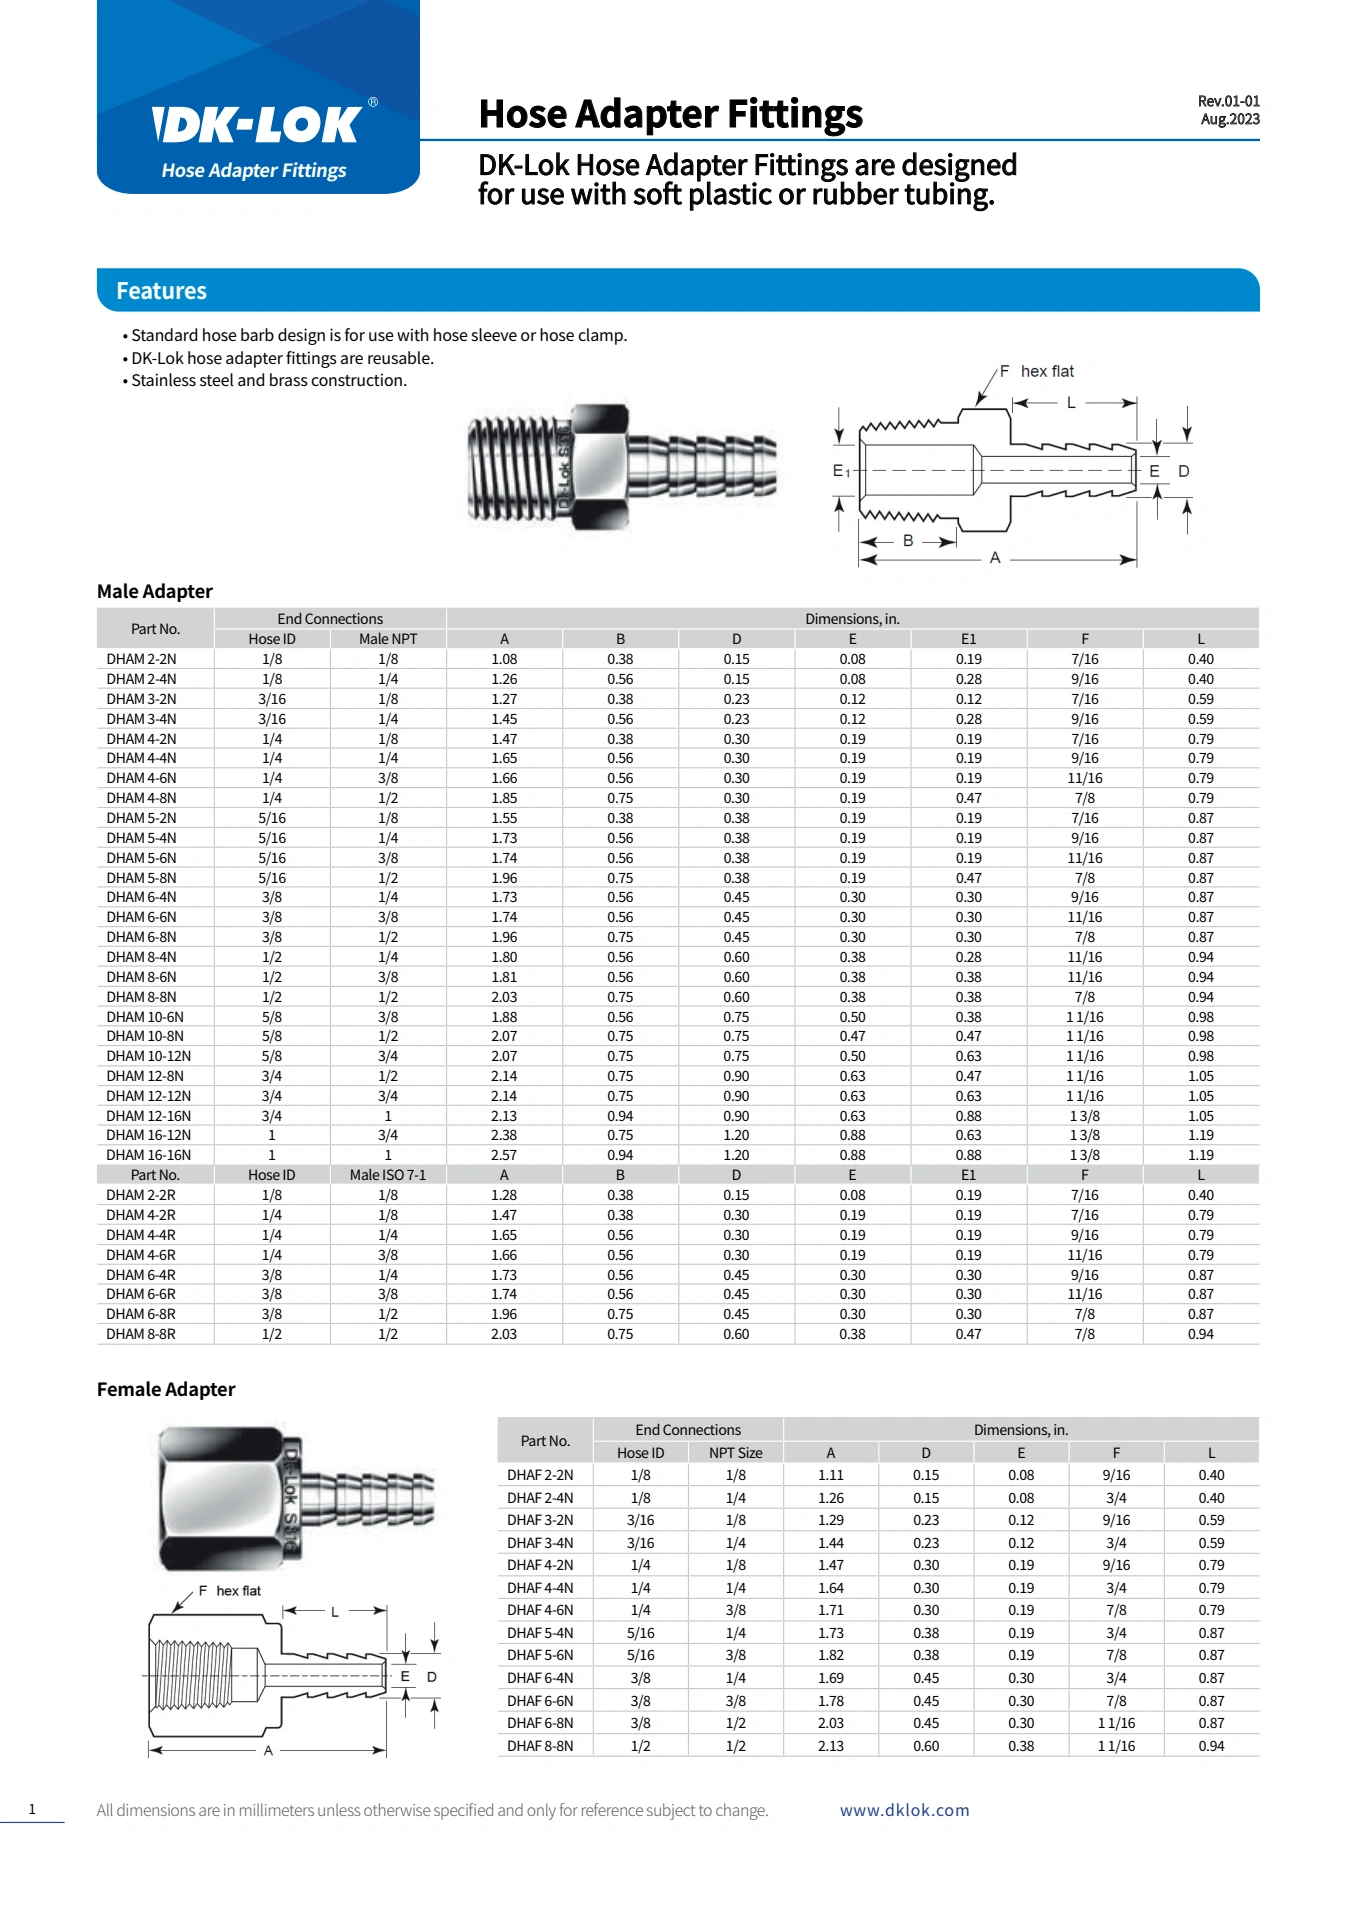 DK-LOK®
Hose Adapter Fittings
Hose Adapter Fittings
Rev.01-01
Aug.2023
DK-Lok Hose Adapter Fittings are designed
for use with soft plastic or rubber tubing.
Features
• Standard hose barb design is for use with hose sleeve or hose clamp.
• DK-Lok hose adapter fittings are reusable.
• Stainless steel and brass construction.
DK-Lok S316
F hex flat
L
E1
E D
B
A
Male Adapter
Part No. End Connections Dimensions, in.
Hose ID Male NPT A B D E E1 F L
DHAM 2-2N 1/8 1/8 1.08 0.38 0.15 0.08 0.19 7/16 0.40
DHAM 2-4N 1/8 1/4 1.26 0.56 0.15 0.08 0.28 9/16 0.40
DHAM 3-2N 3/16 1/8 1.27 0.38 0.23 0.12 0.12 7/16 0.59
DHAM 3-4N 3/16 1/4 1.45 0.56 0.23 0.12 0.28 9/16 0.59
DHAM 4-2N 1/4 1/8 1.47 0.38 0.30 0.19 0.19 7/16 0.79
DHAM 4-4N 1/4 1/4 1.65 0.56 0.30 0.19 0.19 9/16 0.79
DHAM 4-6N 1/4 3/8 1.66 0.56 0.30 0.19 0.19 11/16 0.79
DHAM 4-8N 1/4 1/2 1.85 0.75 0.30 0.19 0.47 7/8 0.79
DHAM 5-2N 5/16 1/8 1.55 0.38 0.38 0.19 0.19 7/16 0.87
DHAM 5-4N 5/16 1/4 1.73 0.56 0.38 0.19 0.19 9/16 0.87
DHAM 5-6N 5/16 3/8 1.74 0.56 0.38 0.19 0.19 11/16 0.87
DHAM 5-8N 5/16 1/2 1.96 0.75 0.38 0.19 0.47 7/8 0.87
DHAM 6-4N 3/8 1/4 1.73 0.56 0.45 0.30 0.30 9/16 0.87
DHAM 6-6N 3/8 3/8 1.74 0.56 0.45 0.30 0.30 11/16 0.87
DHAM 6-8N 3/8 1/2 1.96 0.75 0.45 0.30 0.30 7/8 0.87
DHAM 8-4N 1/2 1/4 1.80 0.56 0.60 0.38 0.28 11/16 0.94
DHAM 8-6N 1/2 3/8 1.81 0.56 0.60 0.38 0.38 11/16 0.94
DHAM 8-8N 1/2 1/2 2.03 0.75 0.60 0.38 0.38 7/8 0.94
DHAM 10-6N 5/8 3/8 1.88 0.56 0.75 0.50 0.38 1 1/16 0.98
DHAM 10-8N 5/8 1/2 2.07 0.75 0.75 0.47 0.47 1 1/16 0.98
DHAM 10-12N 5/8 3/4 2.07 0.75 0.75 0.50 0.63 1 1/16 0.98
DHAM 12-8N 3/4 1/2 2.14 0.75 0.90 0.63 0.47 1 1/16 1.05
DHAM 12-12N 3/4 3/4 2.14 0.75 0.90 0.63 0.63 1 1/16 1.05
DHAM 12-16N 3/4 1 2.13 0.94 0.90 0.63 0.88 1 3/8 1.05
DHAM 16-12N 1 3/4 2.38 0.75 1.20 0.88 0.63 1 3/8 1.19
DHAM 16-16N 1 1 2.57 0.94 1.20 0.88 0.88 1 3/8 1.19
Part No. Hose ID Male ISO 7-1 A B D E E1 F L
DHAM 2-2R 1/8 1/8 1.28 0.38 0.15 0.08 0.19 7/16 0.40
DHAM 4-2R 1/4 1/8 1.47 0.38 0.30 0.19 0.19 7/16 0.79
DHAM 4-4R 1/4 1/4 1.65 0.56 0.30 0.19 0.19 9/16 0.79
DHAM 4-6R 1/4 3/8 1.66 0.56 0.30 0.19 0.19 11/16 0.79
DHAM 6-4R 3/8 1/4 1.73 0.56 0.45 0.30 0.30 9/16 0.87
DHAM 6-6R 3/8 3/8 1.74 0.56 0.45 0.30 0.30 11/16 0.87
DHAM 6-8R 3/8 1/2 1.96 0.75 0.45 0.30 0.30 7/8 0.87
DHAM 8-8R 1/2 1/2 2.03 0.75 0.60 0.38 0.47 7/8 0.94
Female Adapter
DK-LOK S316
F hex flat
L
E D
A
Part No. End Connections Dimensions, in.
Hose ID NPT Size A D E F L
DHAF 2-2N 1/8 1/8 1.11 0.15 0.08 9/16 0.40
DHAF 2-4N 1/8 1/4 1.26 0.15 0.08 3/4 0.40
DHAF 3-2N 3/16 1/8 1.29 0.23 0.12 9/16 0.59
DHAF 3-4N 3/16 1/4 1.44 0.23 0.12 3/4 0.59
DHAF 4-2N 1/4 1/8 1.47 0.30 0.19 9/16 0.79
DHAF 4-4N 1/4 1/4 1.64 0.30 0.19 3/4 0.79
DHAF 4-6N 1/4 3/8 1.71 0.30 0.19 7/8 0.79
DHAF 5-4N 5/16 1/4 1.73 0.38 0.19 3/4 0.87
DHAF 5-6N 5/16 3/8 1.82 0.38 0.19 7/8 0.87
DHAF 6-4N 3/8 1/4 1.69 0.45 0.30 3/4 0.87
DHAF 6-6N 3/8 3/8 1.78 0.45 0.30 7/8 0.87
DHAF 6-8N 3/8 1/2 2.03 0.45 0.30 1 1/16 0.87
DHAF 8-8N 1/2 1/2 2.13 0.60 0.38 1 1/16 0.94
1
All dimensions are in millimeters unless otherwise specified and only for reference subject to change.
www.dklok.com